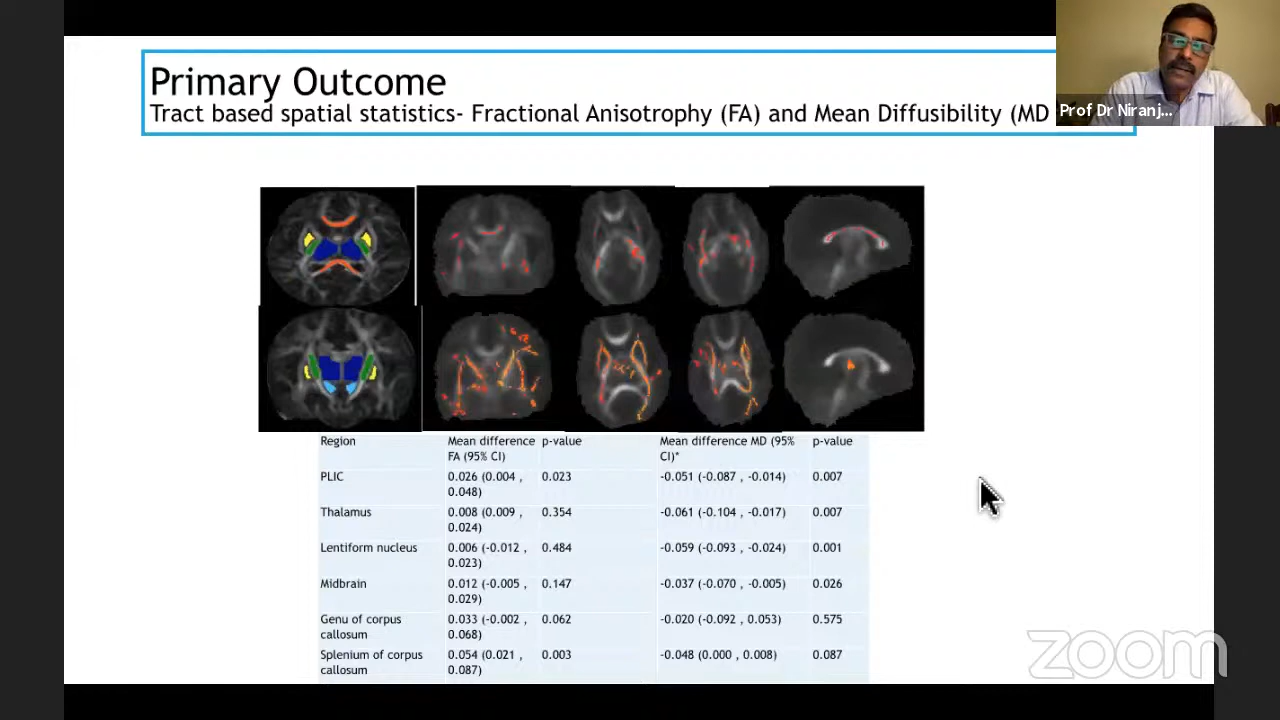 Primary Outcome
Tract based spatial statistics- Fractional Anisotropy (FA) and Mean Diffusibility (MD
Prof Dr Niranj...
Region
Mean difference FA (95% CI)
p-value
Mean difference MD (95% CI)*
p-value
PLIC
0.026 (0.004 , 0.048)
0.023
-0.051 (-0.087 , -0.014)
0.007
Thalamus
0.008 (0.009 , 0.024)
0.354
-0.061 (-0.104 , -0.017)
0.007
Lentiform nucleus
0.006 (-0.012 , 0.023)
0.484
-0.059 (-0.093 , -0.024)
0.001
Midbrain
0.012 (-0.005 , 0.029)
0.147
-0.037 (-0.070 , -0.005)
0.026
Genu of corpus callosum
0.033 (-0.002 , 0.068)
0.062
-0.020 (-0.092 , 0.053)
0.575
Splenium of corpus callosum
0.054 (0.021 , 0.087)
0.003
-0.048 (0.000 , 0.008)
0.087
zoom